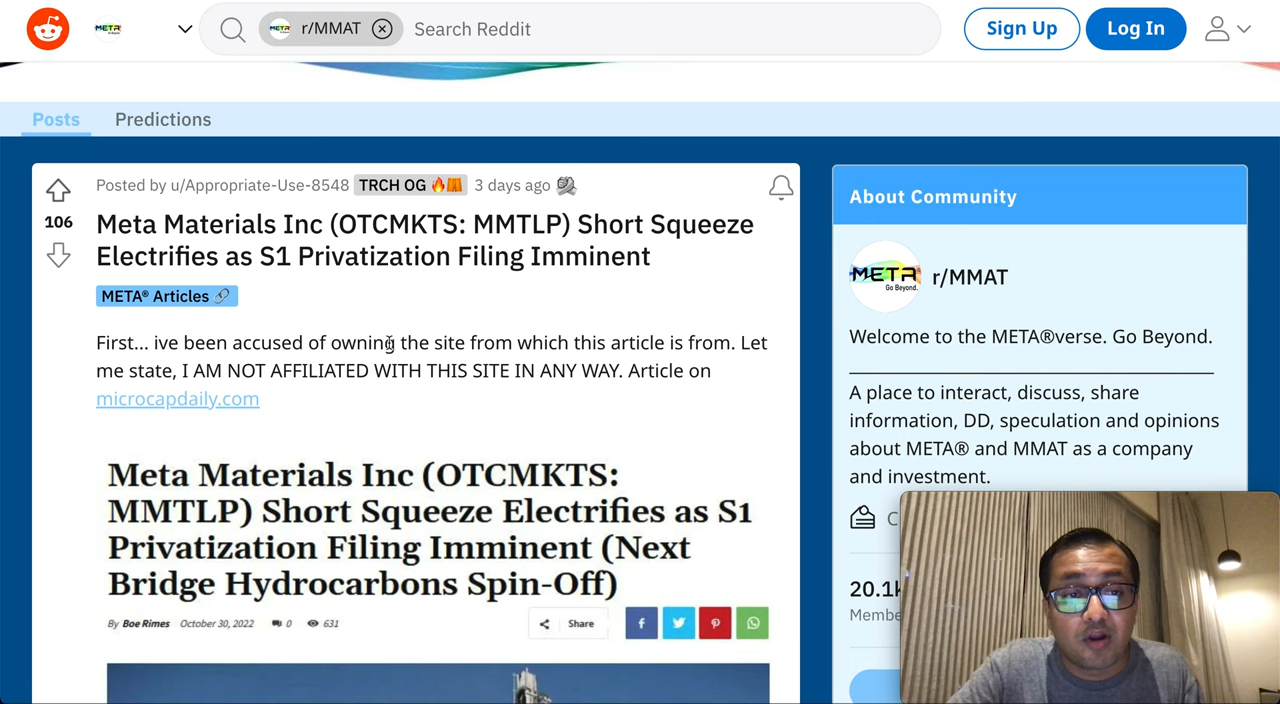 META
r/MMAT
Search Reddit
Sign Up
Log In
Posts
Predictions
Posted by u/Appropriate-Use-8548 TRCH OG 🔥 3 days ago
106
Meta Materials Inc (OTCMKTS: MMTLP) Short Squeeze
Electrifies as S1 Privatization Filing Imminent
META® Articles 🔗
First... ive been accused of owning the site from which this article is from. Let
me state, I AM NOT AFFILIATED WITH THIS SITE IN ANY WAY. Article on
microcapdaily.com
Meta Materials Inc (OTCMKTS:
MMTLP) Short Squeeze Electrifies as S1
Privatization Filing Imminent (Next
Bridge Hydrocarbons Spin-Off)
By Boe Rimes October 30, 2022 0 631
Share
About Community
META
Go Beyond.
r/MMAT
Welcome to the META®verse. Go Beyond.
A place to interact, discuss, share
information, DD, speculation and opinions
about META® and MMAT as a company
and investment.
20.1k